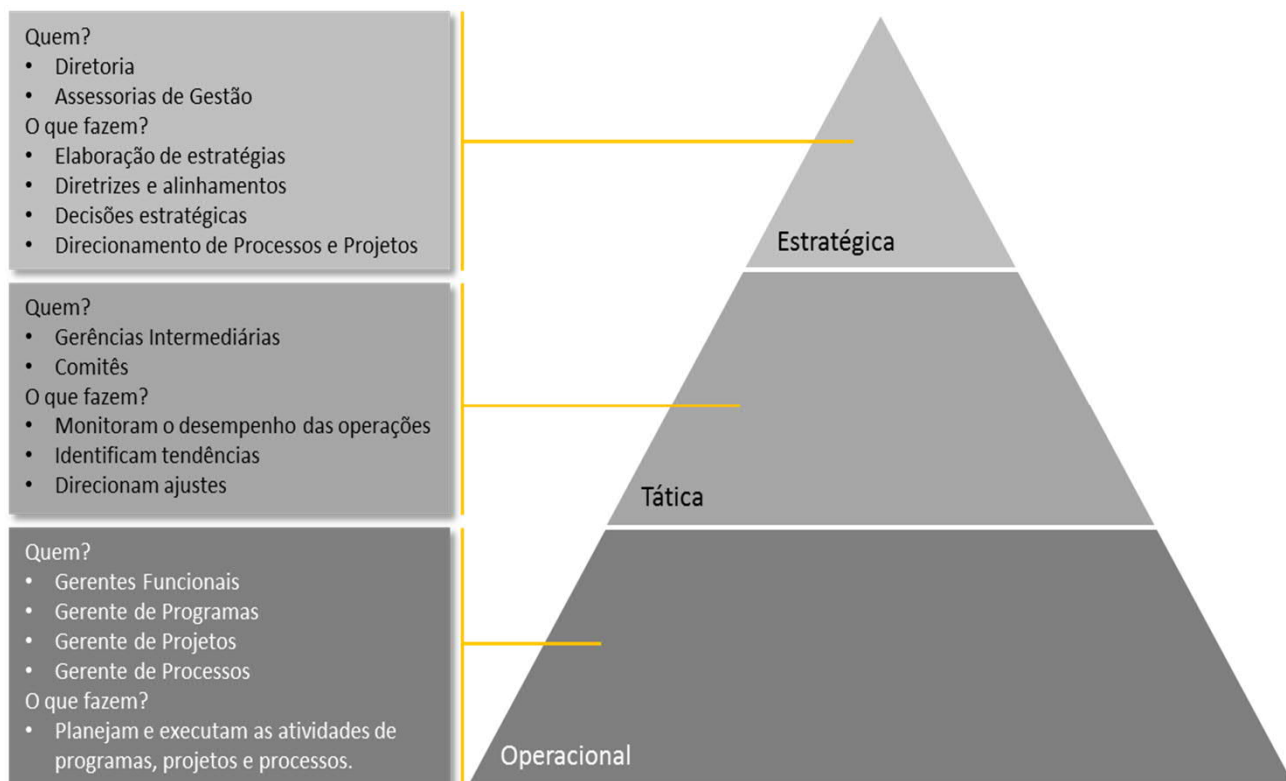 Quem?
• Diretoria
• Assessorias de Gestão
O que fazem?
• Elaboração de estratégias
• Diretrizes e alinhamentos
• Decisões estratégicas
• Direcionamento de Processos e Projetos
Estratégica
Quem?
• Gerências Intermediárias
• Comitês
O que fazem?
• Monitoram o desempenho das operações
• Identificam tendências
• Direcionam ajustes
Tática
Quem?
• Gerentes Funcionais
• Gerente de Programas
• Gerente de Projetos
• Gerente de Processos
O que fazem?
• Planejam e executam as atividades de
programas, projetos e processos.
Operacional